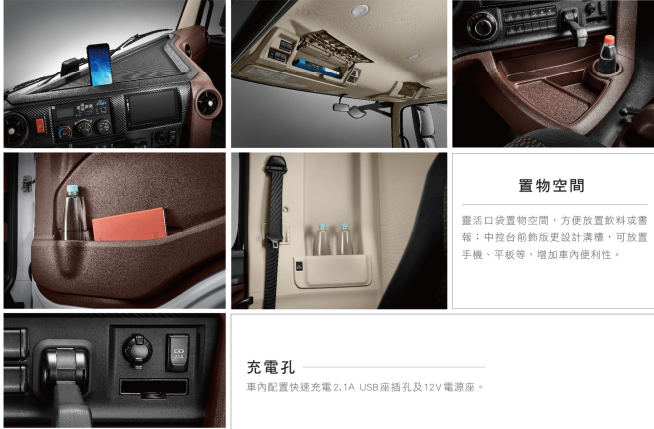 置物空間
靈活口袋置物空間，方便放置飲料或書
報；中控台前飾版更設計溝槽，可放置
手機、平板等，增加車內便利性。
2.1A
充電孔
車內配置快速充電2.1A USB座插孔及12V電源座。